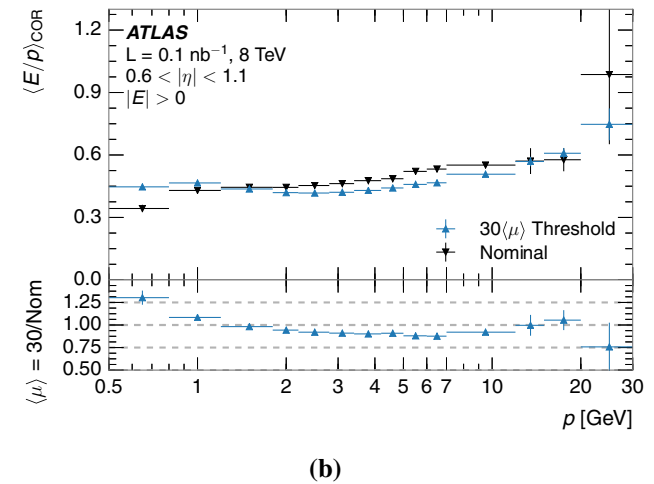 ⟨E/p⟩COR
1.2
0.9
0.6
0.3
0.0
ATLAS
L = 0.1 nb⁻¹, 8 TeV
0.6 < |η| < 1.1
|E| > 0
30⟨μ⟩ Threshold
Nominal
⟨μ⟩ = 30/Nom
1.25
1.00
0.75
0.50
0.5 1 2 3 4 5 6 7 10 20 30
p [GeV]
(b)